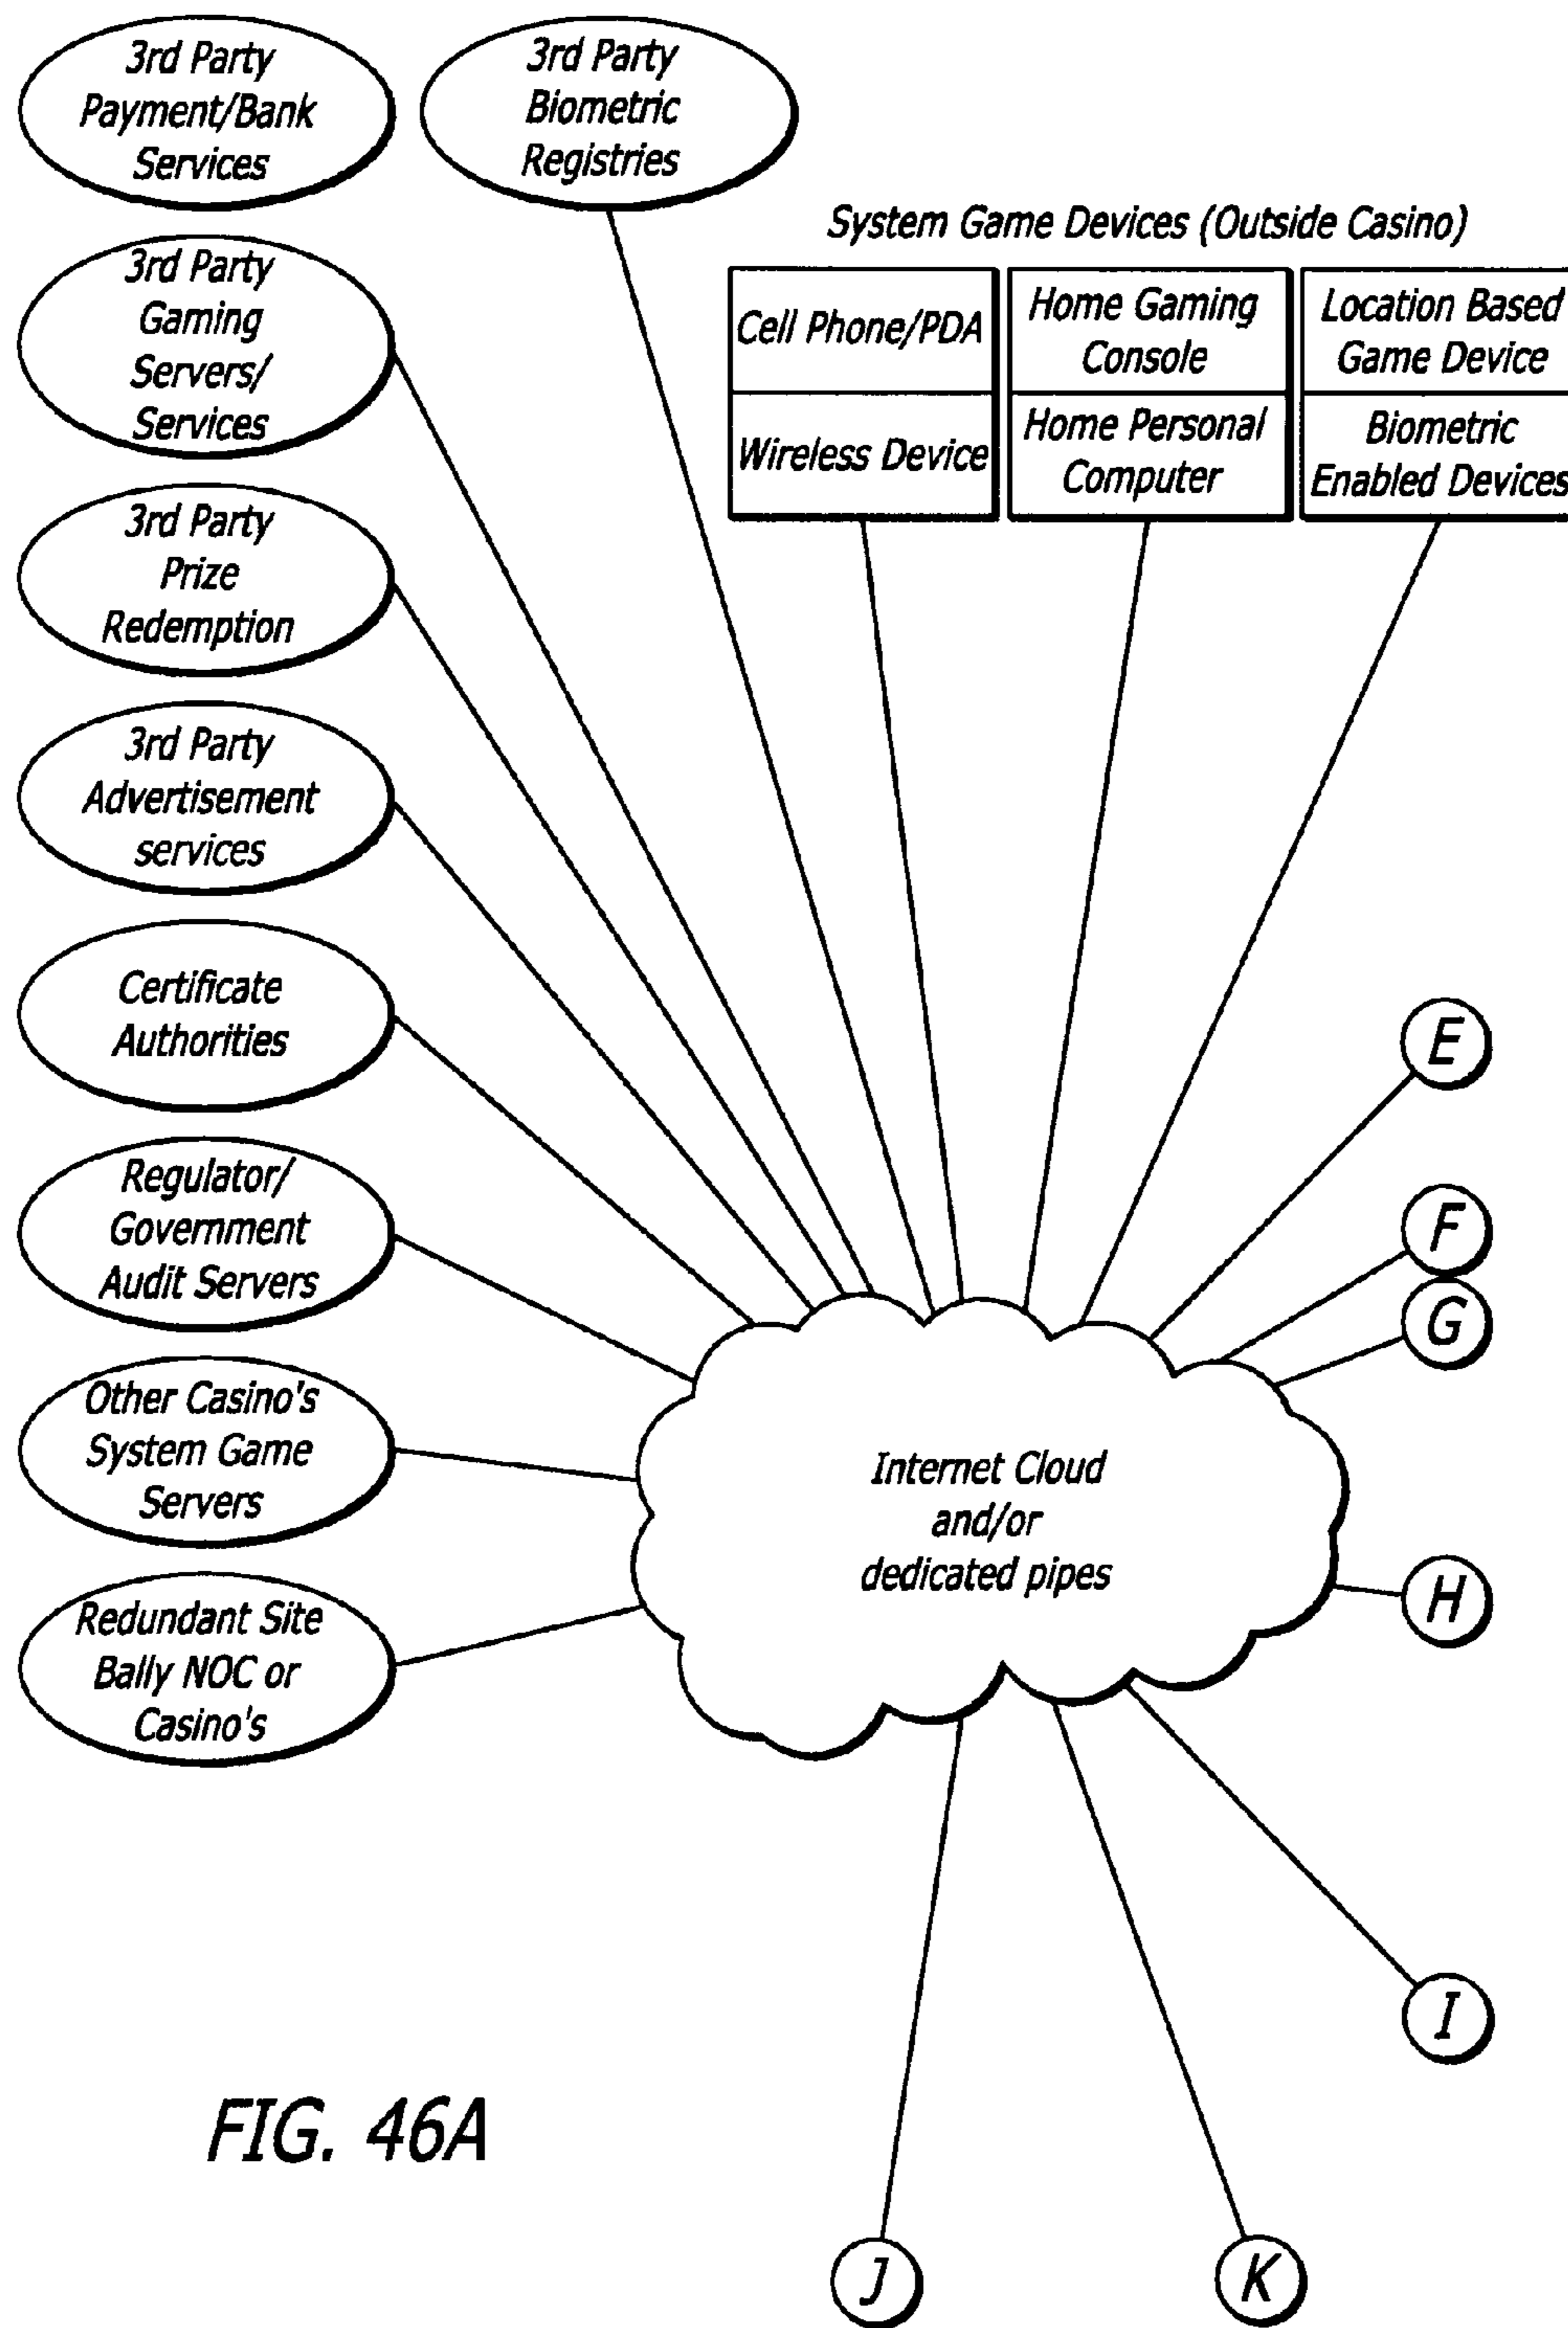 3rd Party
Payment/Bank
Services
3rd Party
Biometric
Registries
System Game Devices (Outside Casino)
3rd Party
Gaming
Servers/
Services
Cell Phone/PDA
Home Gaming
Console
Location Based
Game Device
Wireless Device
Home Personal
Computer
Biometric
Enabled Devices
3rd Party
Prize
Redemption
3rd Party
Advertisement
services
Certificate
Authorities
E
Regulator/
Government
Audit Servers
F
G
Other Casino's
System Game
Servers
Internet Cloud
and/or
dedicated pipes
H
Redundant Site
Bally NOC or
Casino's
I
FIG. 46A
J
K